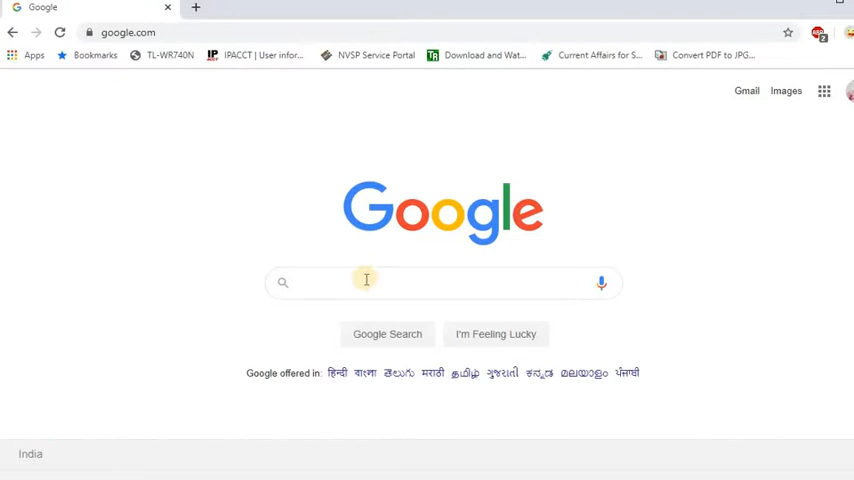 Google
google.com
Apps Bookmarks TL-WR740N IPACCT | User infor... NVSP Service Portal Download and Wat... Current Affairs for S... Convert PDF to JPG...
Gmail Images
Google
Google Search I'm Feeling Lucky
Google offered in: हिन्दी বাংলা తెలుగు मराठी தமிழ் ગુજરાતી ಕನ್ನಡ മലയാളം ਪੰਜਾਬੀ
India